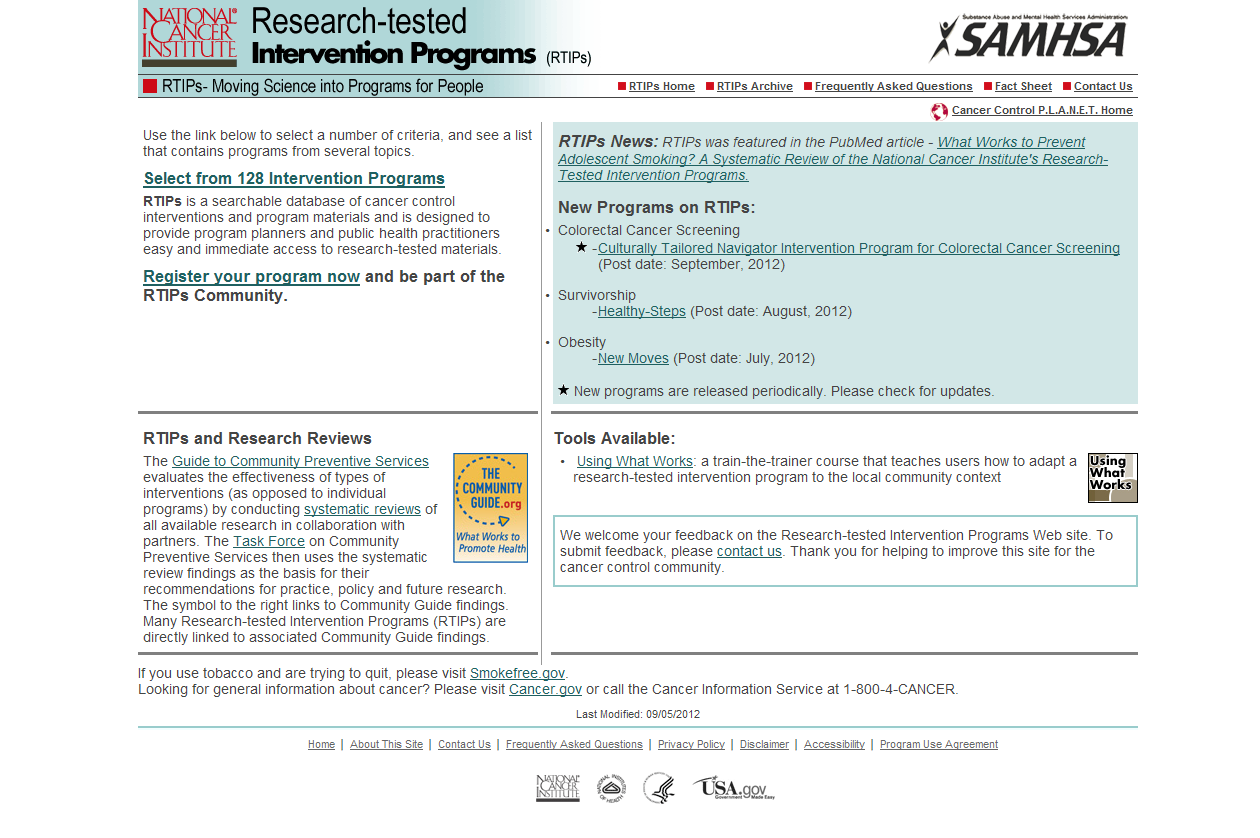 NATIONAL®
CANCER
INSTITUTE
Research-tested
Intervention Programs (RTIPs)
Substance Abuse and Mental Health Services Administration
SAMHSA
RTIPs- Moving Science into Programs for People
RTIPs Home
RTIPs Archive
Frequently Asked Questions
Fact Sheet
Contact Us
Cancer Control P.L.A.N.E.T. Home
Use the link below to select a number of criteria, and see a list
that contains programs from several topics.
Select from 128 Intervention Programs
RTIPs is a searchable database of cancer control
interventions and program materials and is designed to
provide program planners and public health practitioners
easy and immediate access to research-tested materials.
Register your program now and be part of the
RTIPs Community.
RTIPs News: RTIPs was featured in the PubMed article - What Works to Prevent
Adolescent Smoking? A Systematic Review of the National Cancer Institute's Research-
Tested Intervention Programs.
New Programs on RTIPs:
• Colorectal Cancer Screening
★ -Culturally Tailored Navigator Intervention Program for Colorectal Cancer Screening
(Post date: September, 2012)
• Survivorship
-Healthy-Steps (Post date: August, 2012)
• Obesity
-New Moves (Post date: July, 2012)
★ New programs are released periodically. Please check for updates.
RTIPs and Research Reviews
The Guide to Community Preventive Services
evaluates the effectiveness of types of
interventions (as opposed to individual
programs) by conducting systematic reviews of
all available research in collaboration with
partners. The Task Force on Community
Preventive Services then uses the systematic
review findings as the basis for their
recommendations for practice, policy and future research.
The symbol to the right links to Community Guide findings.
Many Research-tested Intervention Programs (RTIPs) are
directly linked to associated Community Guide findings.
THE
COMMUNITY
GUIDE.org
What Works to
Promote Health
Tools Available:
• Using What Works: a train-the-trainer course that teaches users how to adapt a
research-tested intervention program to the local community context
Using
What
Works
We welcome your feedback on the Research-tested Intervention Programs Web site. To
submit feedback, please contact us. Thank you for helping to improve this site for the
cancer control community.
If you use tobacco and are trying to quit, please visit Smokefree.gov.
Looking for general information about cancer? Please visit Cancer.gov or call the Cancer Information Service at 1-800-4-CANCER.
Last Modified: 09/05/2012
Home | About This Site | Contact Us | Frequently Asked Questions | Privacy Policy | Disclaimer | Accessibility | Program Use Agreement
NATIONAL
CANCER
INSTITUTE
USA.gov
Government Made Easy